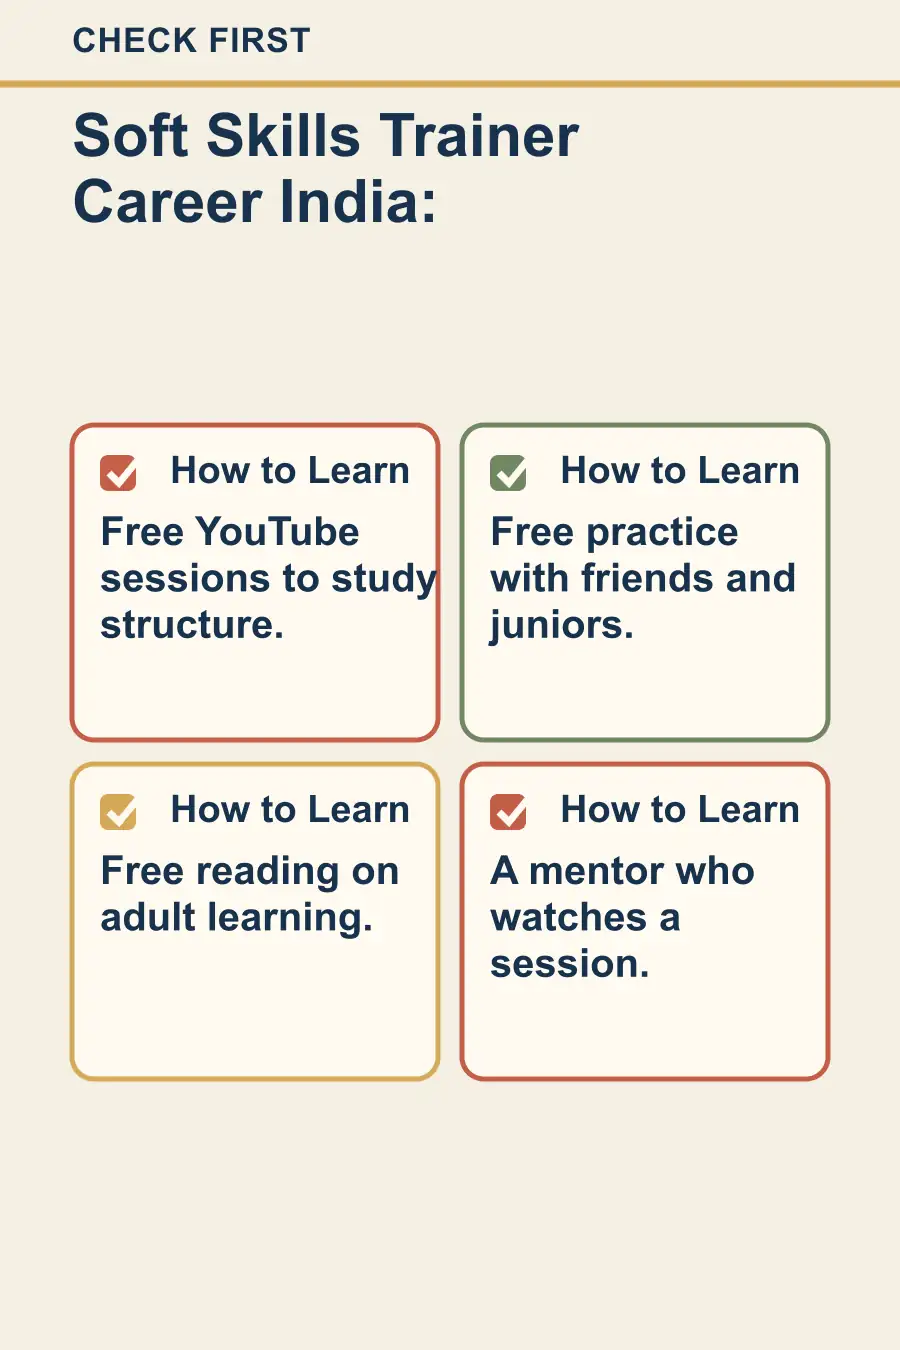 CHECK FIRST
Soft Skills Trainer
Career India:
How to Learn
Free YouTube
sessions to study
structure.
How to Learn
Free practice
with friends and
juniors.
How to Learn
Free reading on
adult learning.
How to Learn
A mentor who
watches a
session.